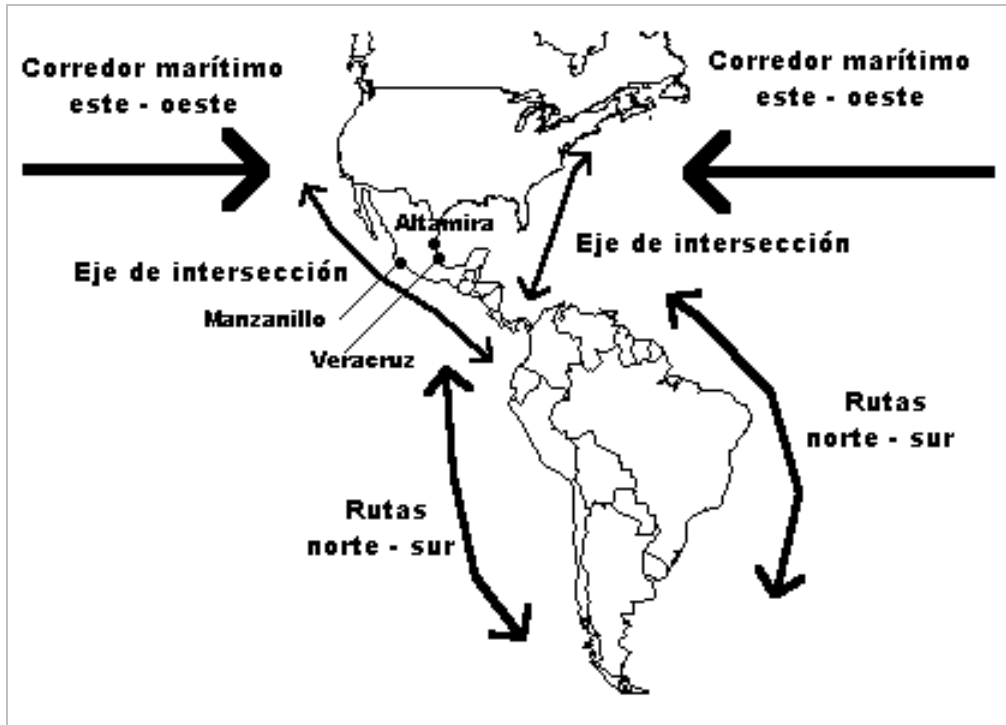 Corredor marítimo
este - oeste
Corredor marítimo
este - oeste
Altamira
Eje de intersección
Eje de intersección
Manzanillo
Veracruz
Rutas
norte - sur
Rutas
norte - sur